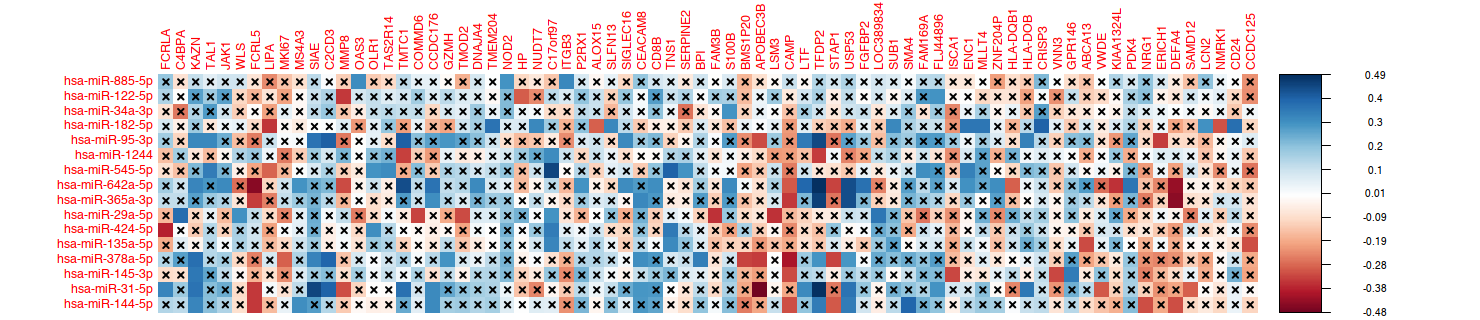 FCRLA
C4BPA
KAZN
TAL1
JAK1
WLS
FCRL5
LIPA
MKI67
MS4A3
SIAE
C2CD3
MMP8
OAS3
OLR1
TAS2R14
TMTC1
COMMD6
CCDC176
GZMH
TMOD2
DNAJA4
TMEM204
NOD2
HP
NUDT7
C17orf97
ITGB3
P2RX1
ALOX15
SLFN13
SIGLEC16
CEACAM8
CD8B
TNS1
SERPINE2
BPI
FAM3B
S100B
BMS1P20
APOBEC3B
LSM3
CAMP
LTF
TFDP2
STAP1
USP53
FGFBP2
LOC389834
SUB1
SMA4
FAM169A
FLJ44896
ISCA1
ENC1
MLLT4
ZNF204P
HLA-DQB1
HLA-DOB
CRISP3
VNN3
GPR146
ABCA13
VWDE
KIAA1324L
PDK4
NRG1
ERICH1
DEFA4
SAMD12
LCN2
NMRK1
CD24
CCDC125
hsa-miR-885-5p
hsa-miR-122-5p
hsa-miR-34a-3p
hsa-miR-182-5p
hsa-miR-95-3p
hsa-miR-1244
hsa-miR-545-5p
hsa-miR-642a-5p
hsa-miR-365a-3p
hsa-miR-29a-5p
hsa-miR-424-5p
hsa-miR-135a-5p
hsa-miR-378a-5p
hsa-miR-145-3p
hsa-miR-31-5p
hsa-miR-144-5p
0.49
0.4
0.3
0.2
0.1
0.01
-0.09
-0.19
-0.28
-0.38
-0.48